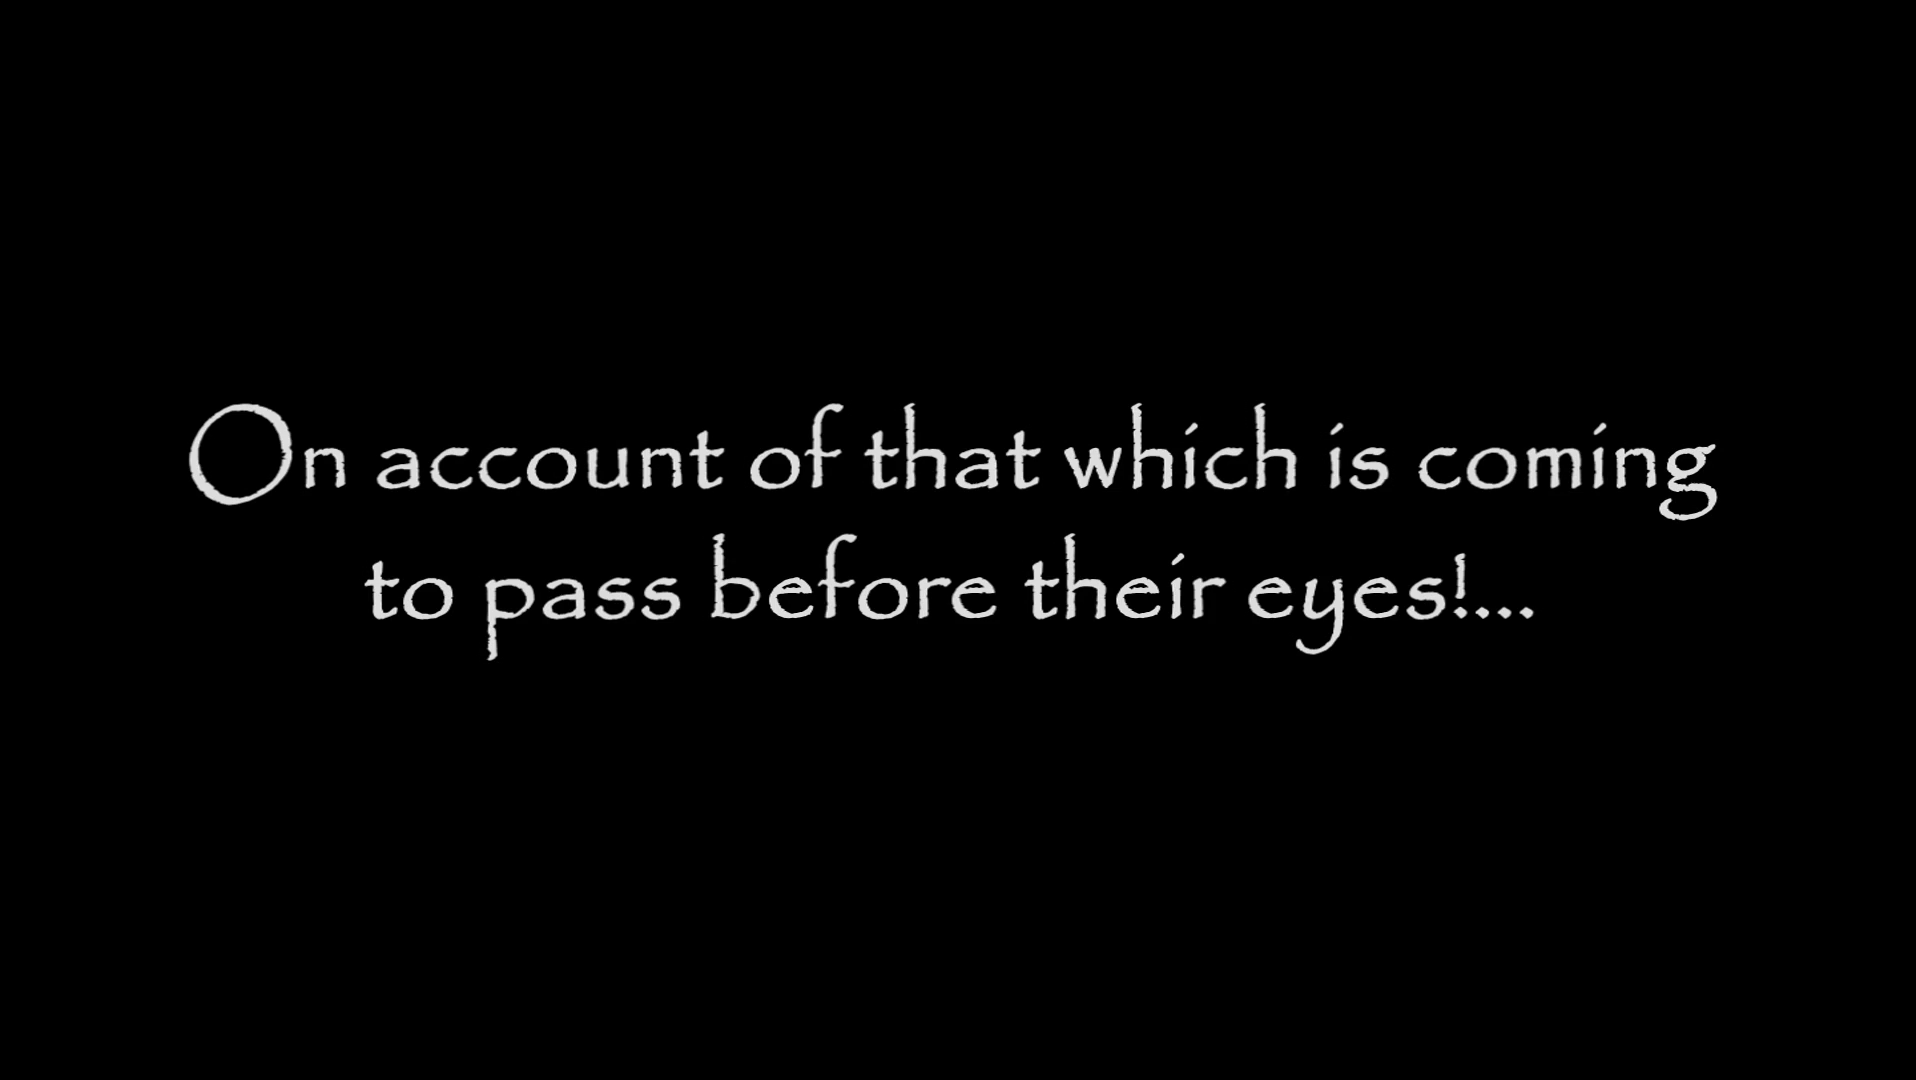 On account of that which is coming
to pass before their eyes!...